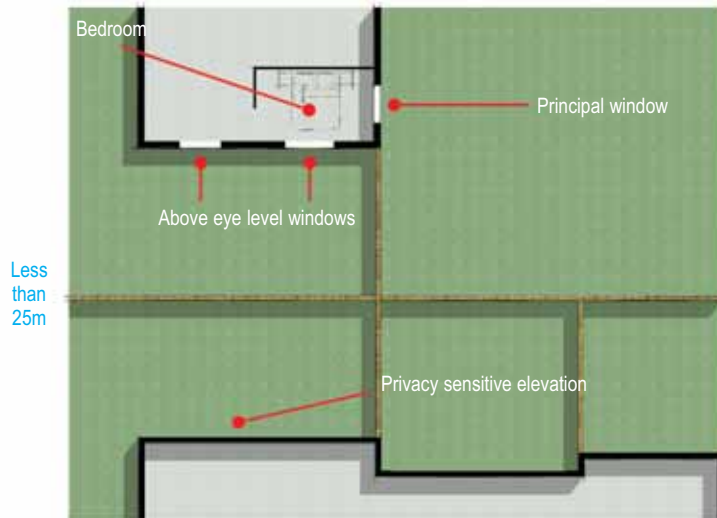 Bedroom
Principal window
Above eye level windows
Less
than
25m
Privacy sensitive elevation